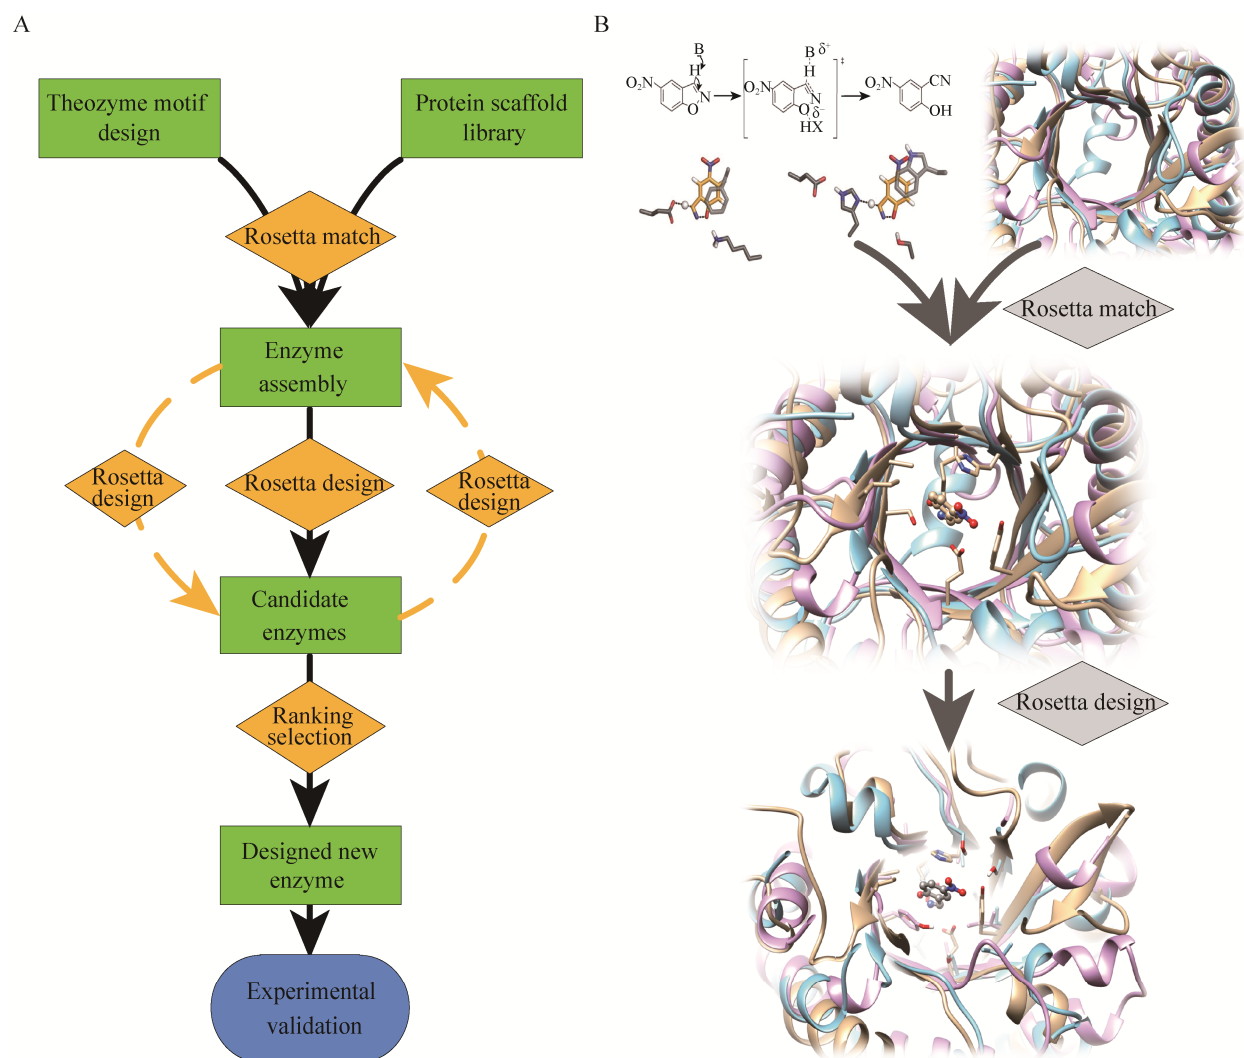 A
Theozyme motif
design
Protein scaffold
library
Rosetta match
Enzyme
assembly
Rosetta
design
Rosetta design
Rosetta
design
Candidate
enzymes
Ranking
selection
Designed new
enzyme
Experimental
validation
B
B
H
O₂N
N
O
B δ⁺
H
‡
O₂N
N
O δ⁻
HX
O₂N
CN
OH
Rosetta match
Rosetta design